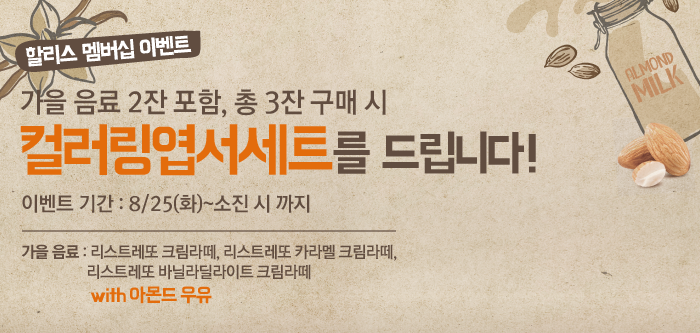 할리스 멤버십 이벤트
가을 음료 2잔 포함, 총 3잔 구매 시
컬러링엽서세트를 드립니다!
이벤트 기간 : 8/25(화)~소진 시 까지
가을 음료 : 리스트레또 크림라떼, 리스트레또 카라멜 크림라떼,
리스트레또 바닐라딜라이트 크림라떼
with 아몬드 우유
ALMOND
MILK